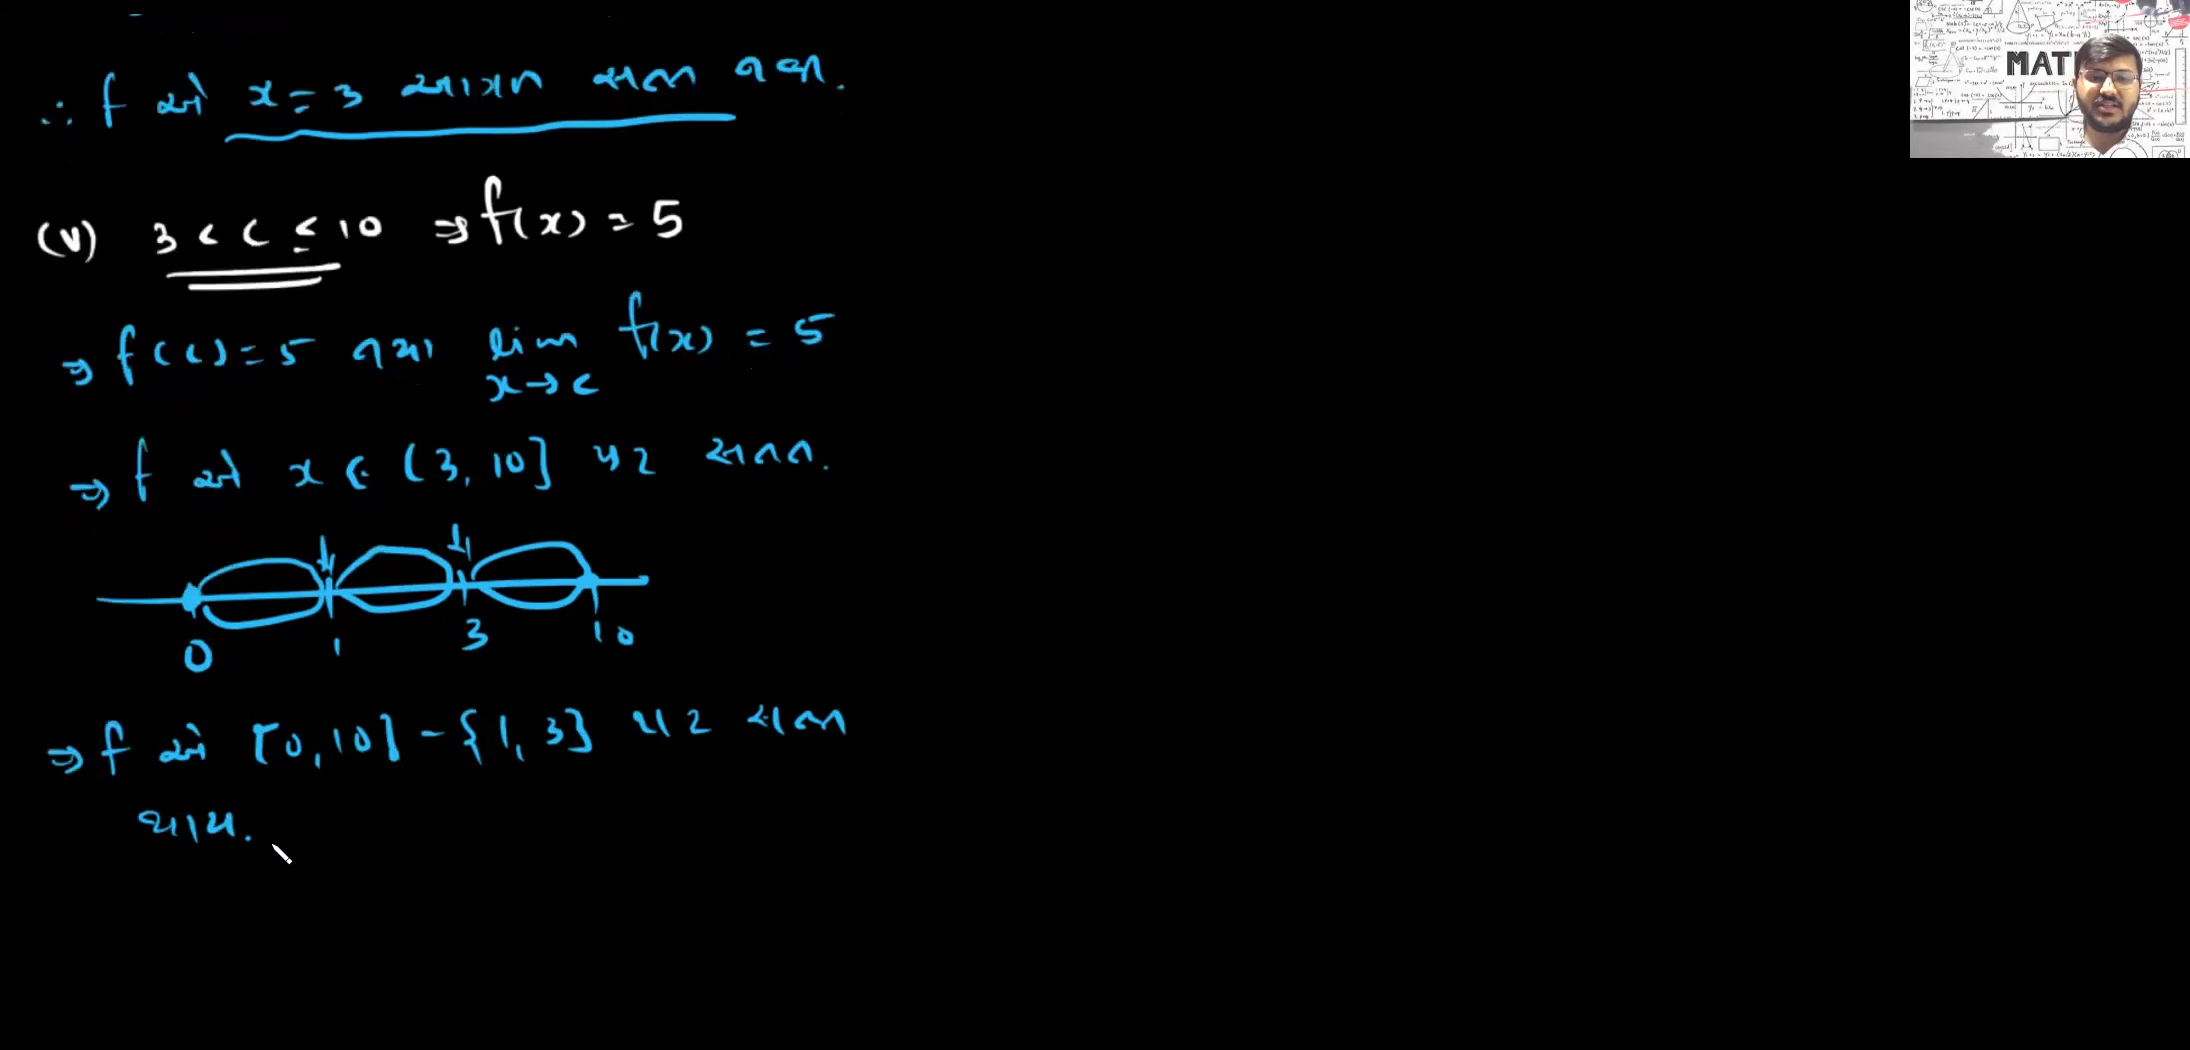 ∴ f એ x = 3 આગળ સતત નથી.
(V) 3 < c ≤ 10 ⇒ f(x) = 5
⇒ f(c) = 5 તથા lim f(x) = 5
x→c
⇒ f એ x ∈ (3, 10] પર સતત.
0 1 3 10
⇒ f એ [0, 10] - {1, 3} પર સતત
થાય.
MAT